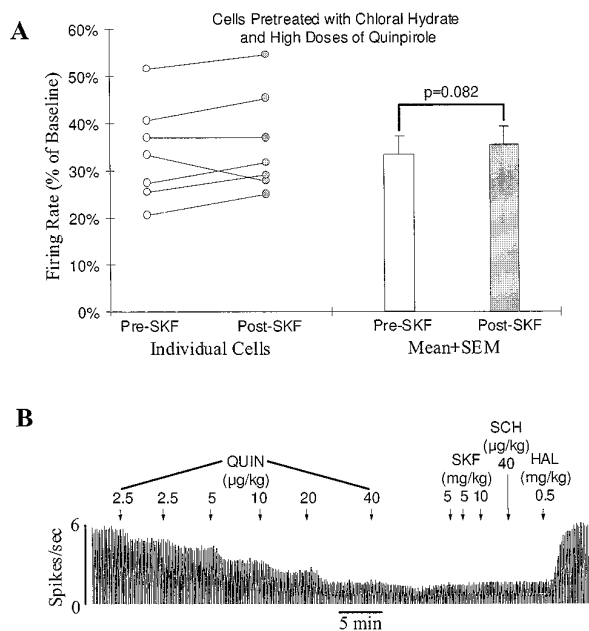 A
Cells Pretreated with Chloral Hydrate
and High Doses of Quinpirole
Firing Rate (% of Baseline)
60%
50%
40%
30%
20%
10%
0%
p=0.082
Pre-SKF Post-SKF Pre-SKF Post-SKF
Individual Cells Mean+SEM
B
QUIN
(µg/kg)
2.5 2.5 5 10 20 40
SKF
(mg/kg)
5 5 10
SCH
(µg/kg)
40
HAL
(mg/kg)
0.5
Spikes/sec
6
0
5 min